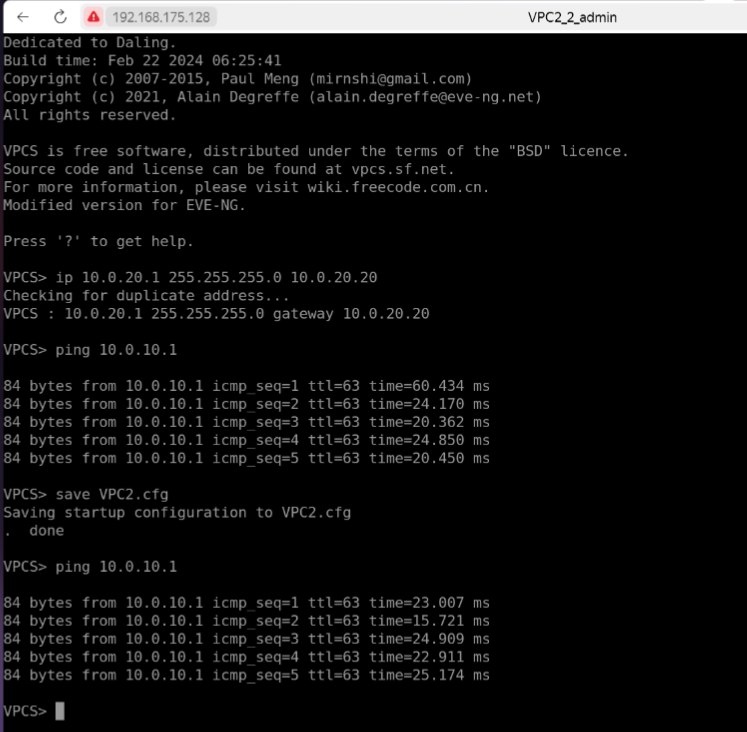 192.168.175.128
VPC2_2_admin
Dedicated to Daling.
Build time: Feb 22 2024 06:25:41
Copyright (c) 2007-2015, Paul Meng (mirnshi@gmail.com)
Copyright (c) 2021, Alain Degreffe (alain.degreffe@eve-ng.net)
All rights reserved.
VPCS is free software, distributed under the terms of the "BSD" licence.
Source code and license can be found at vpcs.sf.net.
For more information, please visit wiki.freecode.com.cn.
Modified version for EVE-NG.
Press '?' to get help.
VPCS> ip 10.0.20.1 255.255.255.0 10.0.20.20
Checking for duplicate address...
VPCS : 10.0.20.1 255.255.255.0 gateway 10.0.20.20
VPCS> ping 10.0.10.1
84 bytes from 10.0.10.1 icmp_seq=1 ttl=63 time=60.434 ms
84 bytes from 10.0.10.1 icmp_seq=2 ttl=63 time=24.170 ms
84 bytes from 10.0.10.1 icmp_seq=3 ttl=63 time=20.362 ms
84 bytes from 10.0.10.1 icmp_seq=4 ttl=63 time=24.850 ms
84 bytes from 10.0.10.1 icmp_seq=5 ttl=63 time=20.450 ms
VPCS> save VPC2.cfg
Saving startup configuration to VPC2.cfg
.  done
VPCS> ping 10.0.10.1
84 bytes from 10.0.10.1 icmp_seq=1 ttl=63 time=23.007 ms
84 bytes from 10.0.10.1 icmp_seq=2 ttl=63 time=15.721 ms
84 bytes from 10.0.10.1 icmp_seq=3 ttl=63 time=24.909 ms
84 bytes from 10.0.10.1 icmp_seq=4 ttl=63 time=22.911 ms
84 bytes from 10.0.10.1 icmp_seq=5 ttl=63 time=25.174 ms
VPCS>